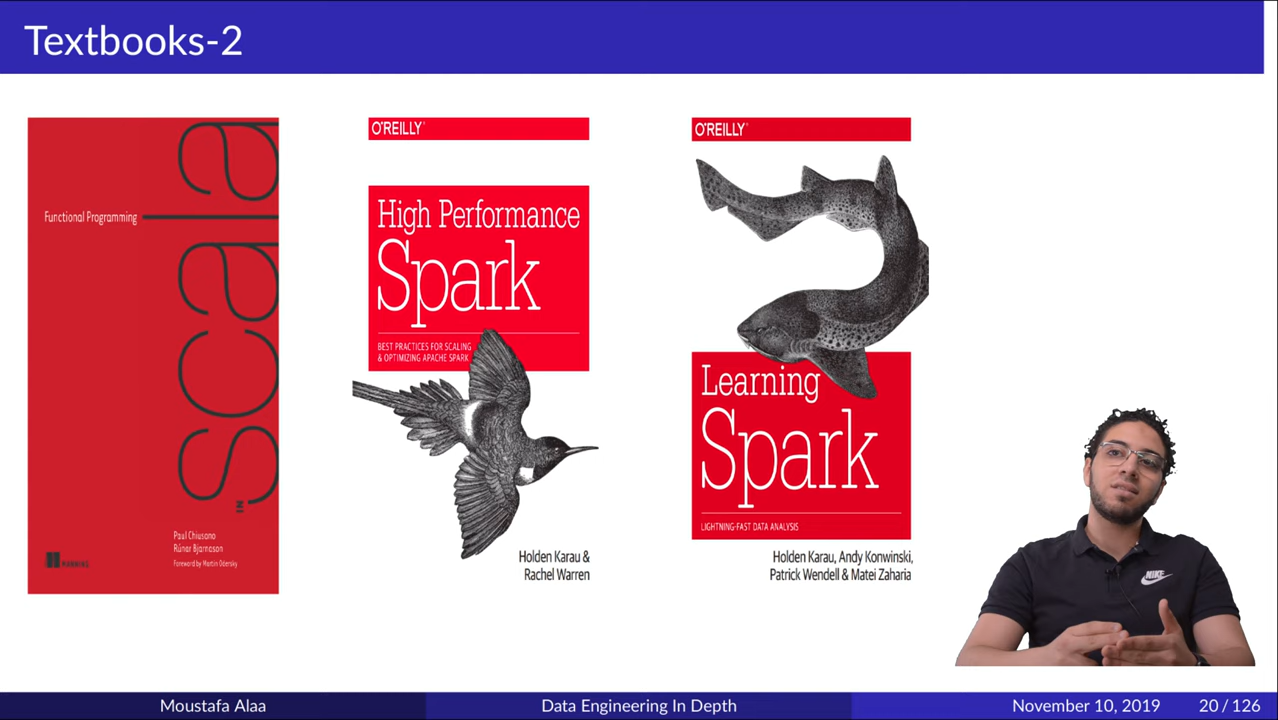 Textbooks-2
Functional Programming
IN
scala
Paul Chiusano
Rúnar Bjarnason
Foreword by Martin Odersky
MANNING
O'REILLY®
High Performance
Spark
BEST PRACTICES FOR SCALING
& OPTIMIZING APACHE SPARK
Holden Karau &
Rachel Warren
O'REILLY®
Learning
Spark
LIGHTNING-FAST DATA ANALYSIS
Holden Karau, Andy Konwinski,
Patrick Wendell & Matei Zaharia
NIKE
Moustafa Alaa
Data Engineering In Depth
November 10, 2019
20 / 126